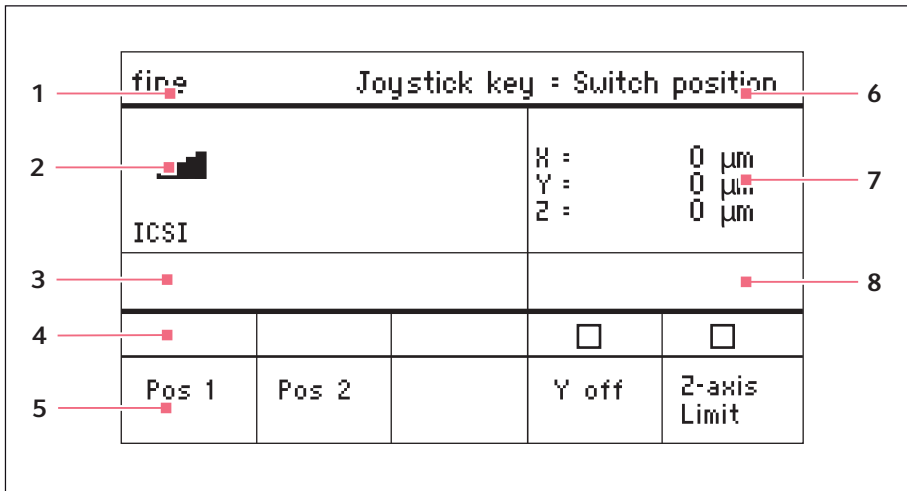 fine
Joystick key = Switch position
1
6
2
X = 0 µm
Y = 0 µm
Z = 0 µm
7
ICSI
3
8
4
5
Pos 1
Pos 2
Y off
Z-axis
Limit